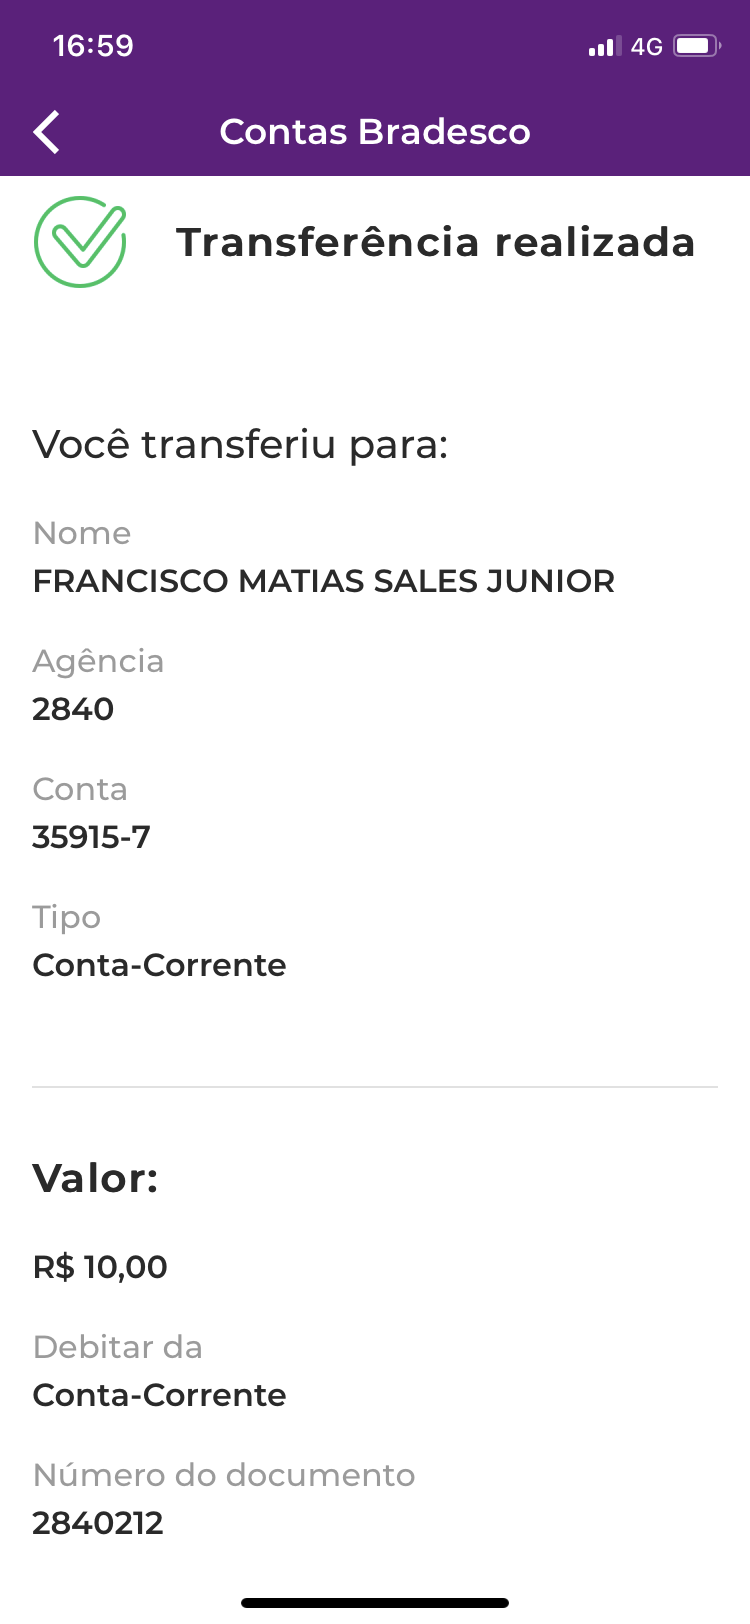 16:59
4G
Contas Bradesco
Transferência realizada
Você transferiu para:
Nome
FRANCISCO MATIAS SALES JUNIOR
Agência
2840
Conta
35915-7
Tipo
Conta-Corrente
Valor:
R$ 10,00
Debitar da
Conta-Corrente
Número do documento
2840212